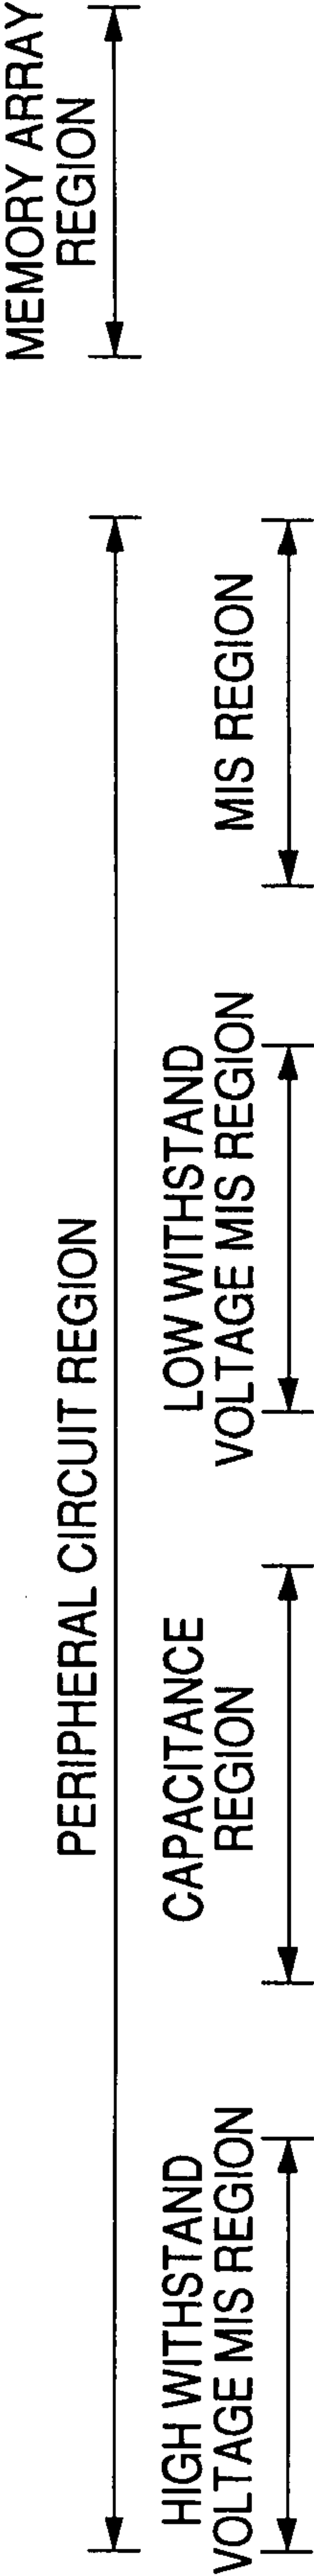 PERIPHERAL CIRCUIT REGION
MEMORY ARRAY
REGION
HIGH WITHSTAND
VOLTAGE MIS REGION
CAPACITANCE
REGION
LOW WITHSTAND
VOLTAGE MIS REGION
MIS REGION